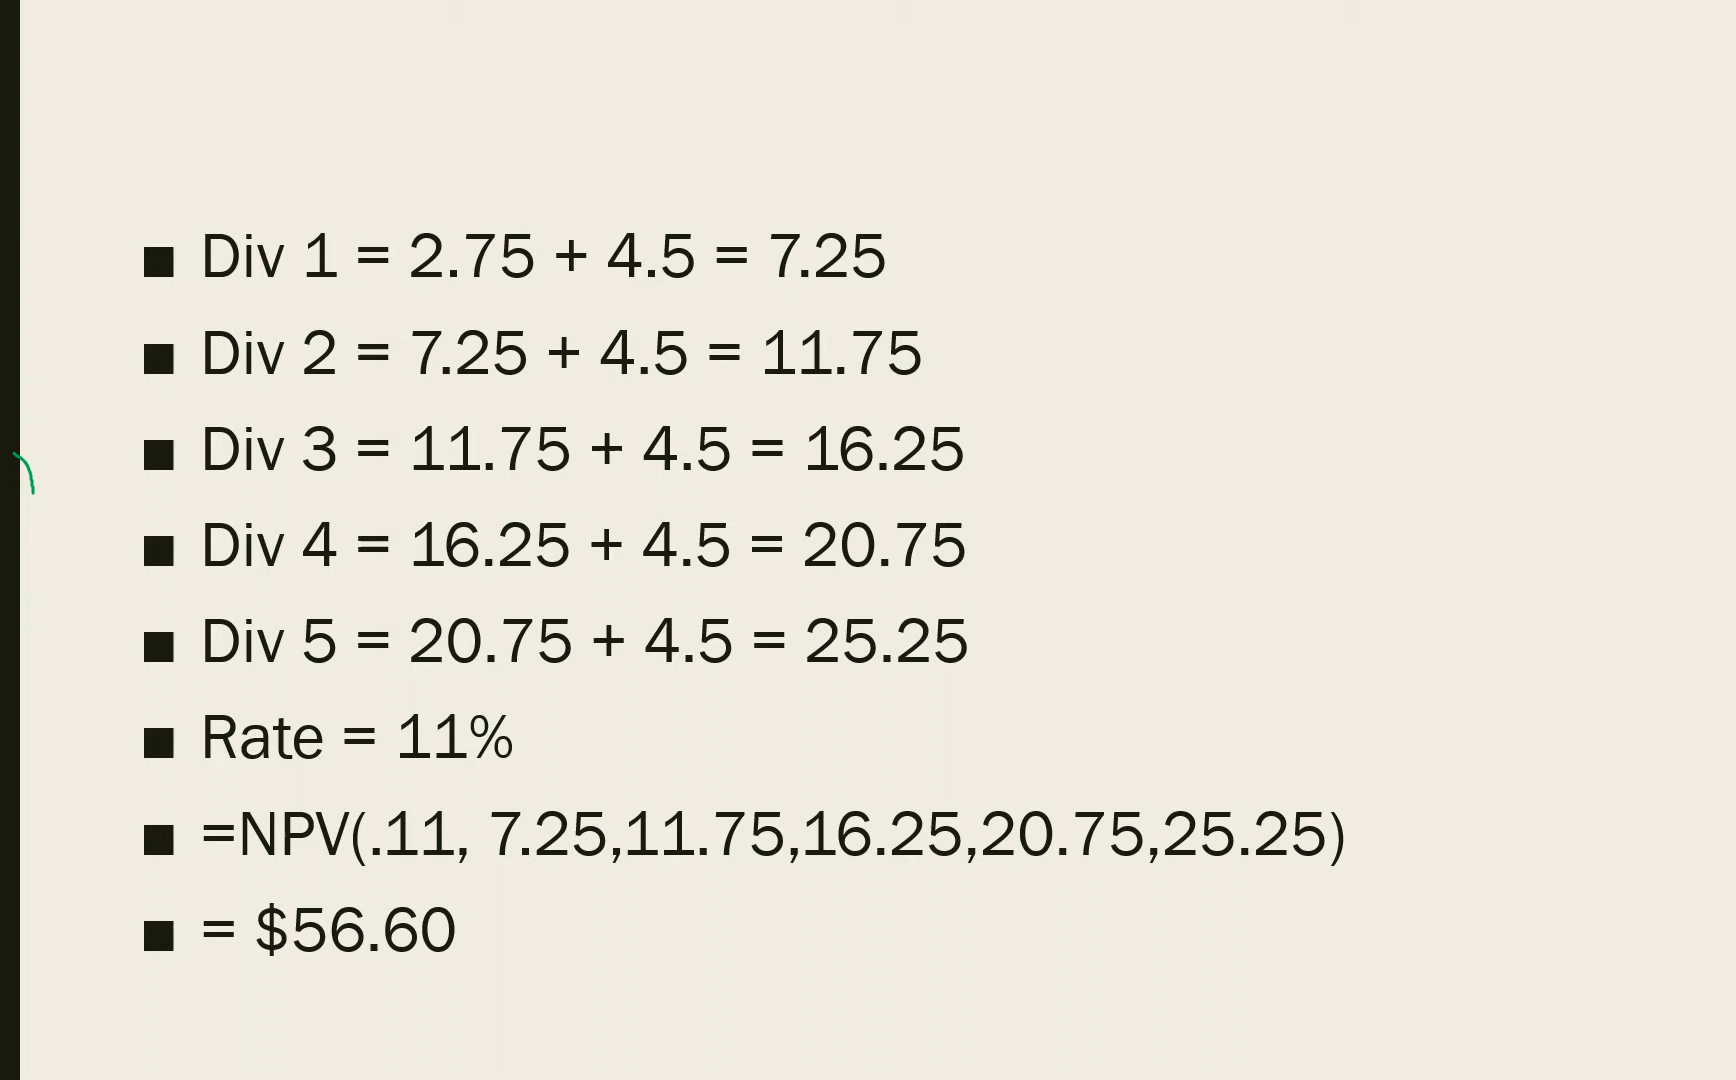 ■ Div 1 = 2.75 + 4.5 = 7.25
■ Div 2 = 7.25 + 4.5 = 11.75
■ Div 3 = 11.75 + 4.5 = 16.25
■ Div 4 = 16.25 + 4.5 = 20.75
■ Div 5 = 20.75 + 4.5 = 25.25
■ Rate = 11%
■ =NPV(.11, 7.25,11.75,16.25,20.75,25.25)
■ = $56.60